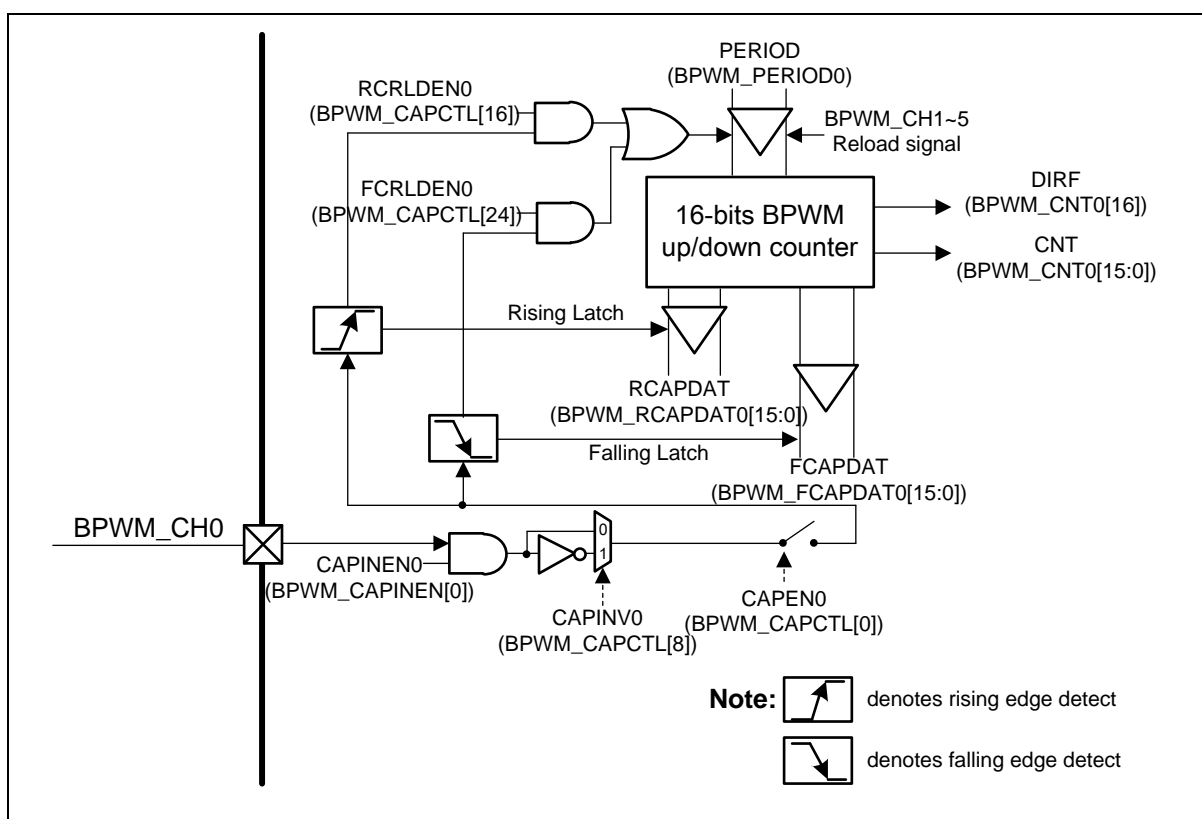 PERIOD
(BPWM_PERIOD0)
RCRLDEN0
(BPWM_CAPCTL[16])
BPWM_CH1~5
Reload signal
FCRLDEN0
(BPWM_CAPCTL[24])
16-bits BPWM
up/down counter
DIRF
(BPWM_CNT0[16])
CNT
(BPWM_CNT0[15:0])
Rising Latch
RCAPDAT
(BPWM_RCAPDAT0[15:0])
Falling Latch
FCAPDAT
(BPWM_FCAPDAT0[15:0])
BPWM_CH0
0
1
CAPINEN0
(BPWM_CAPINEN[0])
CAPINV0
(BPWM_CAPCTL[8])
CAPEN0
(BPWM_CAPCTL[0])
Note: denotes rising edge detect
denotes falling edge detect